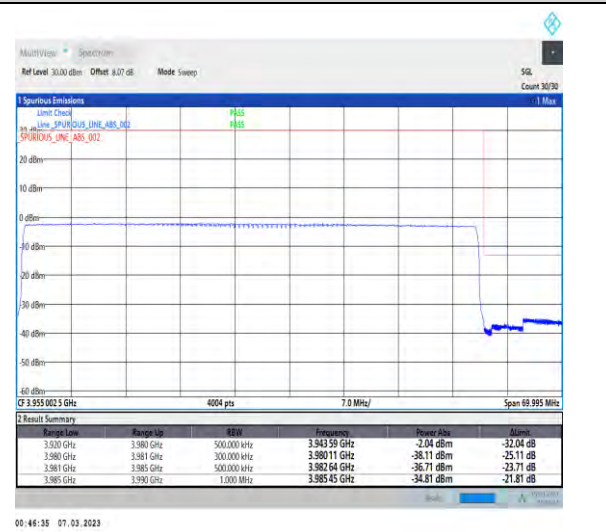 MultiView Spectrum
Ref Level 30.00 dBm Offset 8.07 dB Mode Sweep SGL
Count 30/30
1 Spurious Emissions 1 Max
Limit Check PASS
Line _SPURIOUS_LINE_ABS_002 PASS
SPURIOUS_LINE_ABS_002
20 dBm
10 dBm
0 dBm
-10 dBm
-20 dBm
-30 dBm
-40 dBm
-50 dBm
-60 dBm
CF 3.955 002 5 GHz 4004 pts 7.0 MHz/ Span 69.995 MHz
2 Result Summary
Range Low Range Up RBW Frequency Power Abs ΔLimit
3.920 GHz 3.980 GHz 500.000 kHz 3.943 59 GHz -2.04 dBm -32.04 dB
3.980 GHz 3.981 GHz 300.000 kHz 3.980 11 GHz -38.11 dBm -25.11 dB
3.981 GHz 3.985 GHz 500.000 kHz 3.982 64 GHz -36.71 dBm -23.71 dB
3.985 GHz 3.990 GHz 1.000 MHz 3.985 45 GHz -34.81 dBm -21.81 dB
00:46:35 07.03.2023